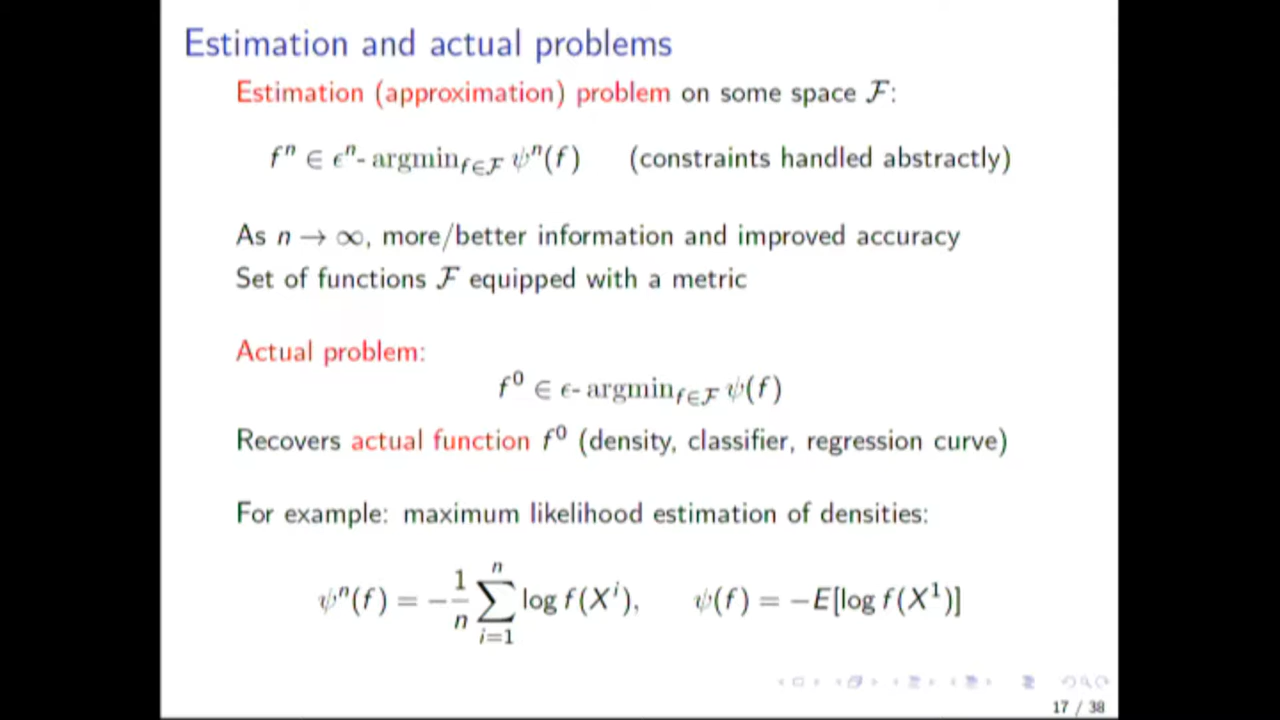 Estimation and actual problems
Estimation (approximation) problem on some space ℱ:
fⁿ ∈ ϵⁿ- argmin_{f∈ℱ} ψⁿ(f) (constraints handled abstractly)
As n → ∞, more/better information and improved accuracy
Set of functions ℱ equipped with a metric
Actual problem:
f⁰ ∈ ϵ- argmin_{f∈ℱ} ψ(f)
Recovers actual function f⁰ (density, classifier, regression curve)
For example: maximum likelihood estimation of densities:
ψⁿ(f) = −\frac{1}{n} \sum_{i=1}^{n} log f(Xⁱ), ψ(f) = −E[log f(X¹)]
17 / 38